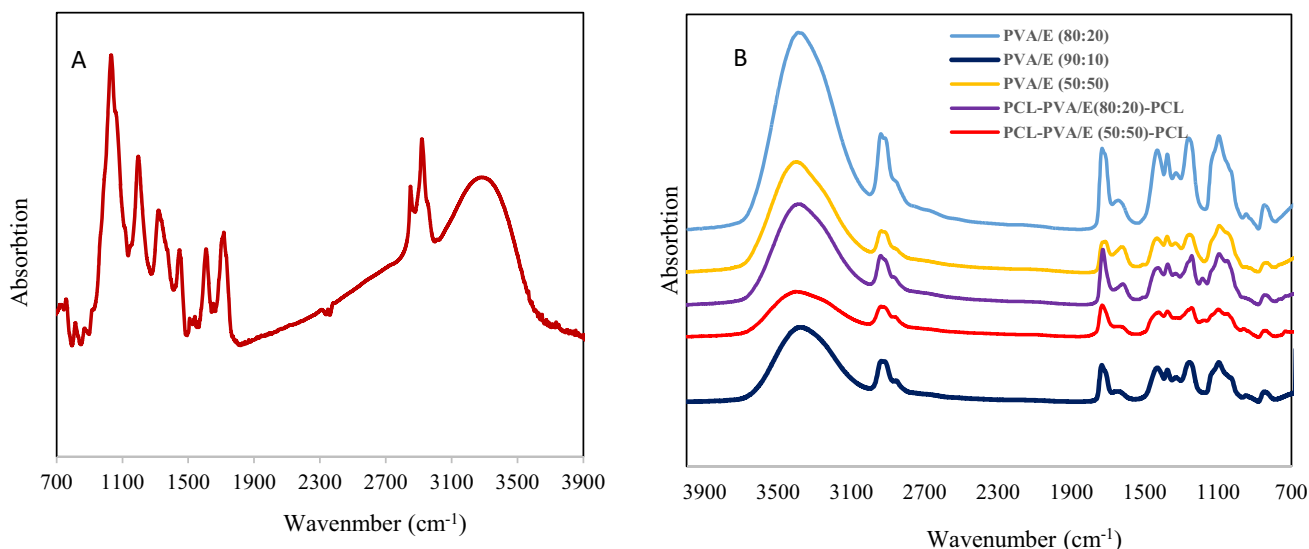 A
Absorbtion
700 1100 1500 1900 2300 2700 3100 3500 3900
Wavenmber (cm⁻¹)
B
PVA/E (80:20)
PVA/E (90:10)
PVA/E (50:50)
PCL-PVA/E(80:20)-PCL
PCL-PVA/E (50:50)-PCL
Absorbtion
3900 3500 3100 2700 2300 1900 1500 1100 700
Wavenumber (cm⁻¹)